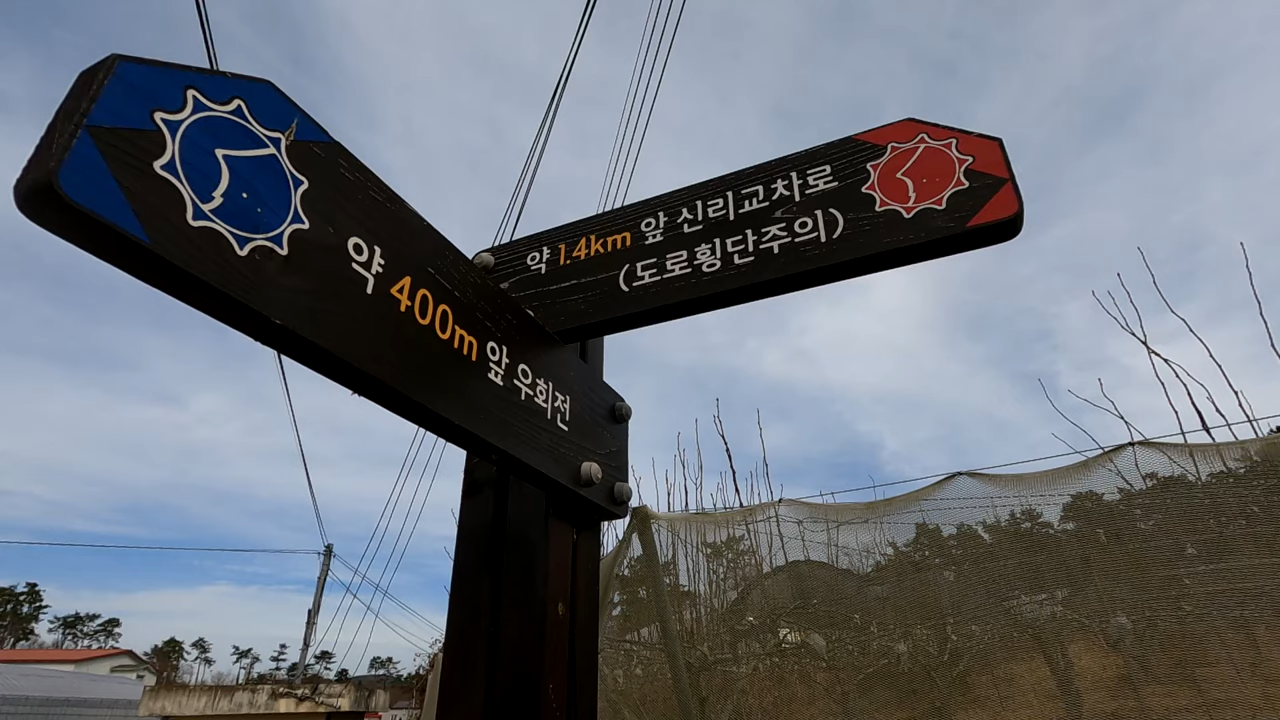 약 400m 앞 우회전
약 1.4km 앞 신리교차로
(도로횡단주의)